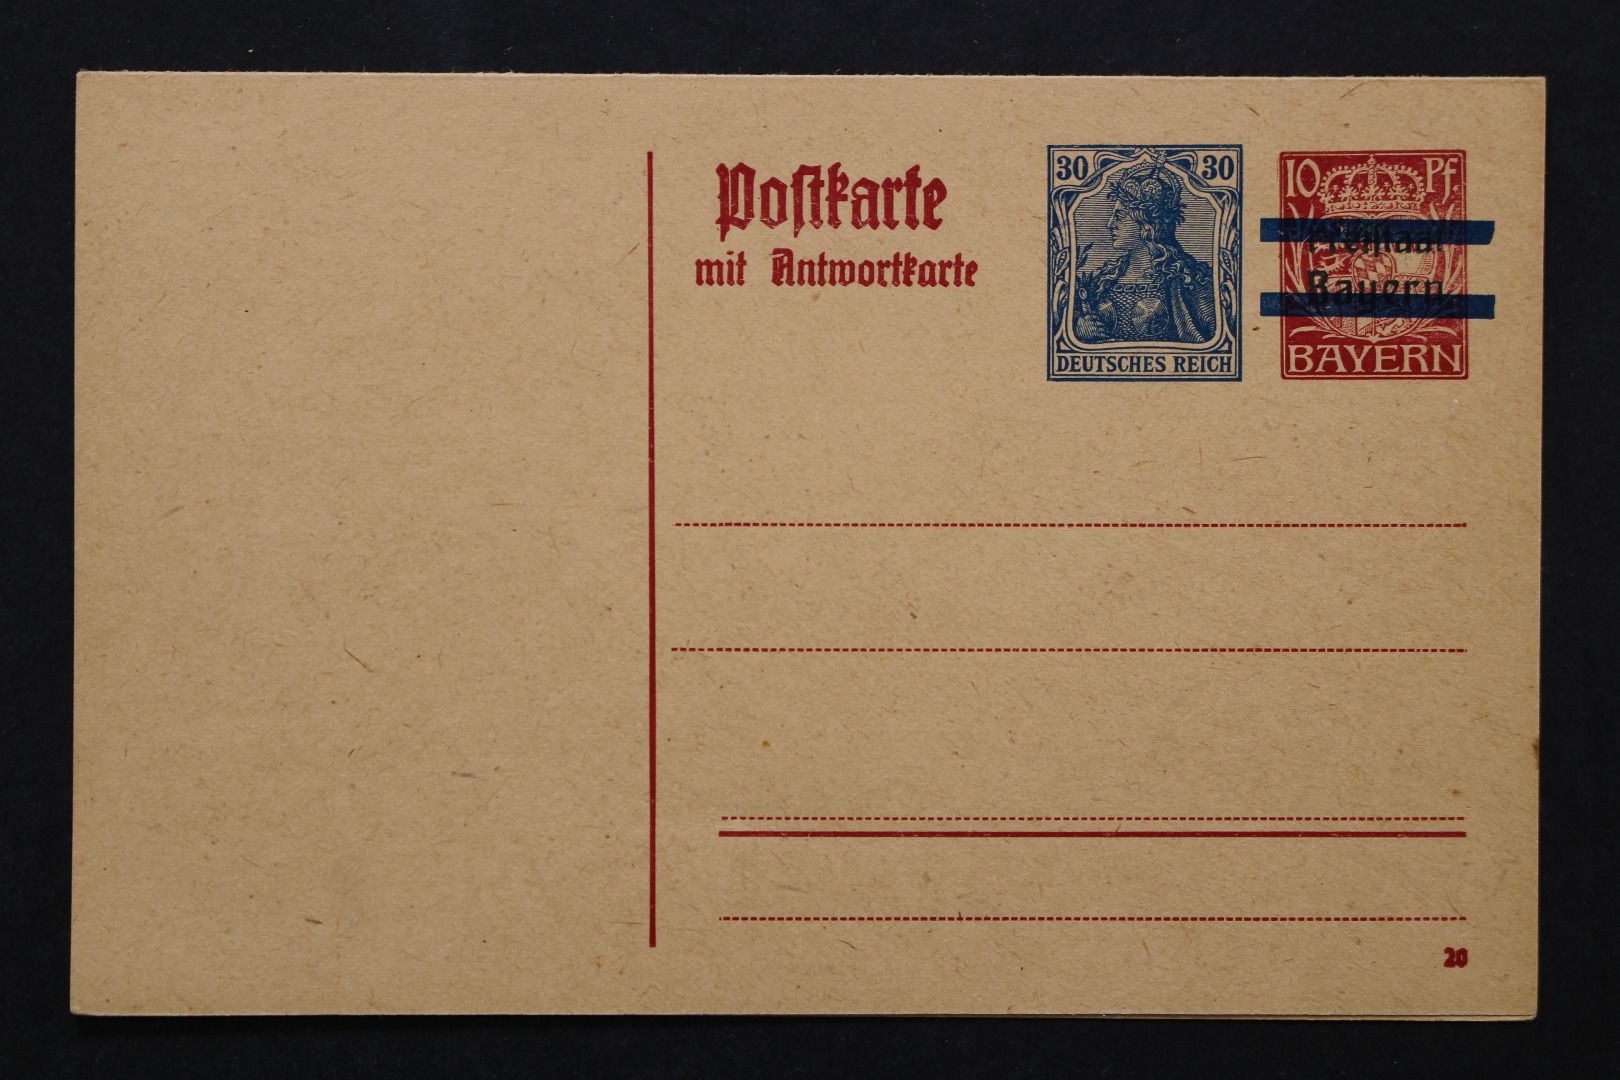 Postkarte
mit Antwortkarte
30 30
DEUTSCHES REICH
10 Pf.
Freistaat
Bayern
BAYERN
20